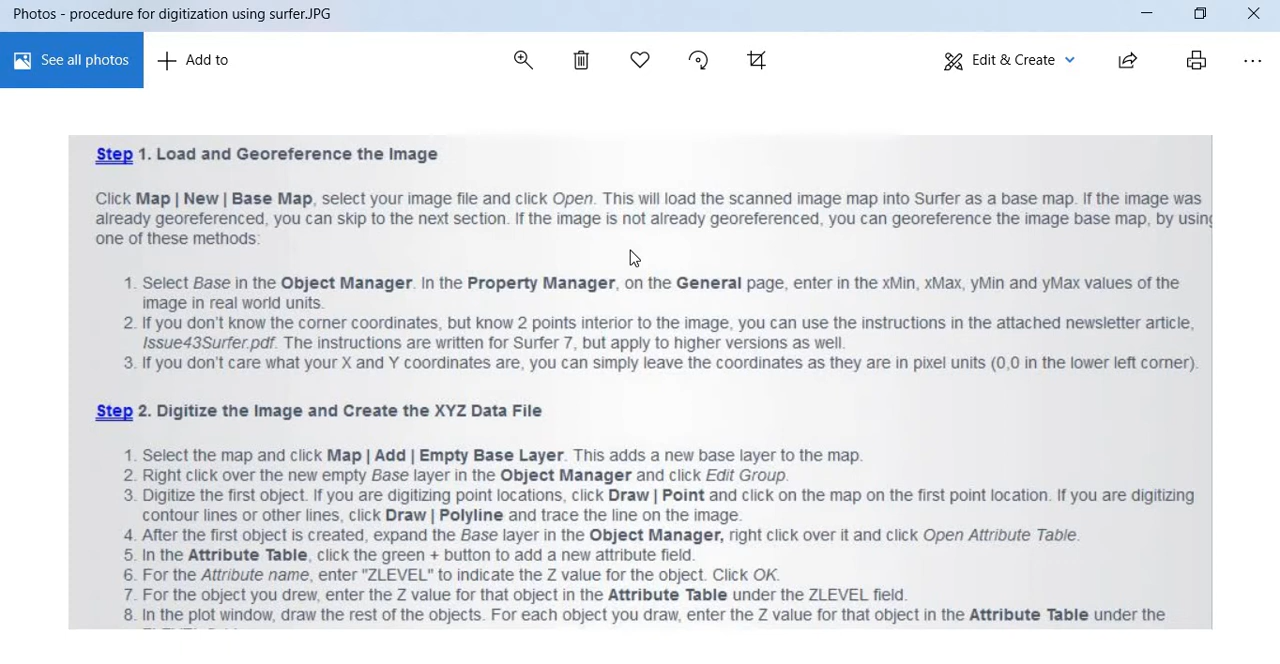 Photos - procedure for digitization using surfer.JPG
See all photos
Add to
Edit & Create
Step 1. Load and Georeference the Image
Click Map | New | Base Map, select your image file and click Open. This will load the scanned image map into Surfer as a base map. If the image was
already georeferenced, you can skip to the next section. If the image is not already georeferenced, you can georeference the image base map, by using
one of these methods:
1. Select Base in the Object Manager. In the Property Manager, on the General page, enter in the xMin, xMax, yMin and yMax values of the
image in real world units.
2. If you don't know the corner coordinates, but know 2 points interior to the image, you can use the instructions in the attached newsletter article,
Issue43Surfer.pdf. The instructions are written for Surfer 7, but apply to higher versions as well.
3. If you don't care what your X and Y coordinates are, you can simply leave the coordinates as they are in pixel units (0,0 in the lower left corner).
Step 2. Digitize the Image and Create the XYZ Data File
1. Select the map and click Map | Add | Empty Base Layer. This adds a new base layer to the map.
2. Right click over the new empty Base layer in the Object Manager and click Edit Group.
3. Digitize the first object. If you are digitizing point locations, click Draw | Point and click on the map on the first point location. If you are digitizing
contour lines or other lines, click Draw | Polyline and trace the line on the image.
4. After the first object is created, expand the Base layer in the Object Manager, right click over it and click Open Attribute Table.
5. In the Attribute Table, click the green + button to add a new attribute field.
6. For the Attribute name, enter "ZLEVEL" to indicate the Z value for the object. Click OK.
7. For the object you drew, enter the Z value for that object in the Attribute Table under the ZLEVEL field.
8. In the plot window, draw the rest of the objects. For each object you draw, enter the Z value for that object in the Attribute Table under the